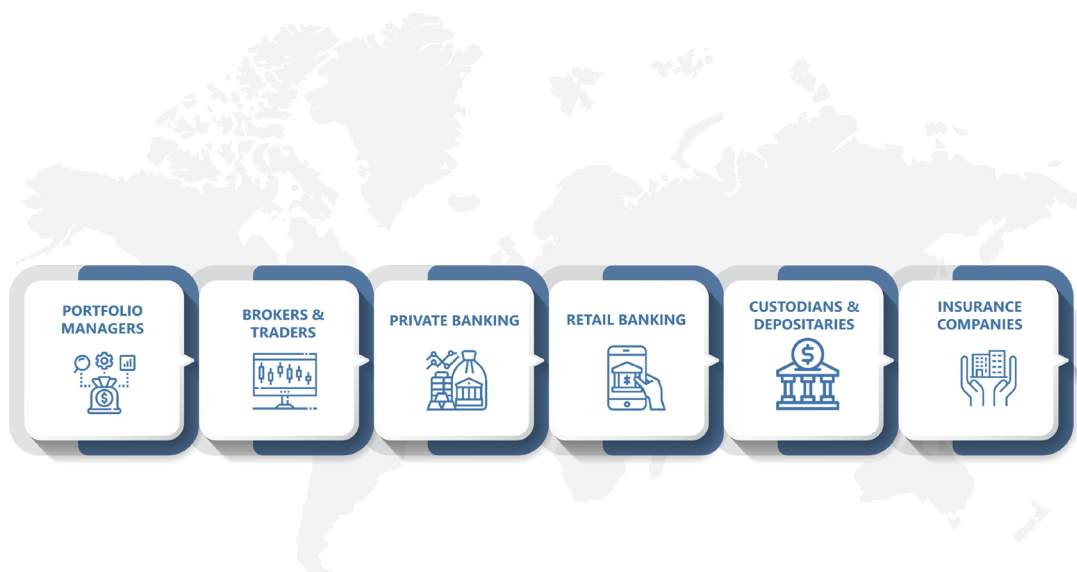 PORTFOLIO
MANAGERS
BROKERS &
TRADERS
PRIVATE BANKING
RETAIL BANKING
CUSTODIANS &
DEPOSITARIES
INSURANCE
COMPANIES